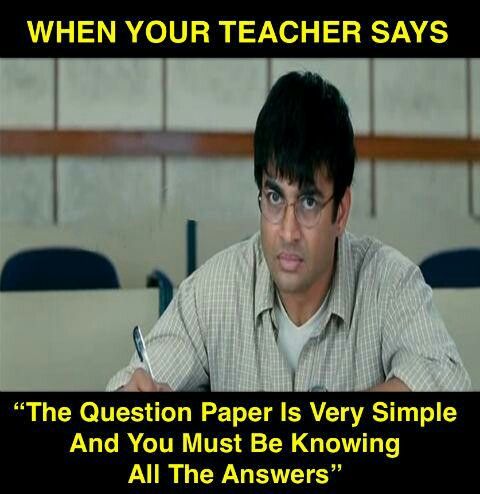 WHEN YOUR TEACHER SAYS
“The Question Paper Is Very Simple
And You Must Be Knowing
All The Answers”